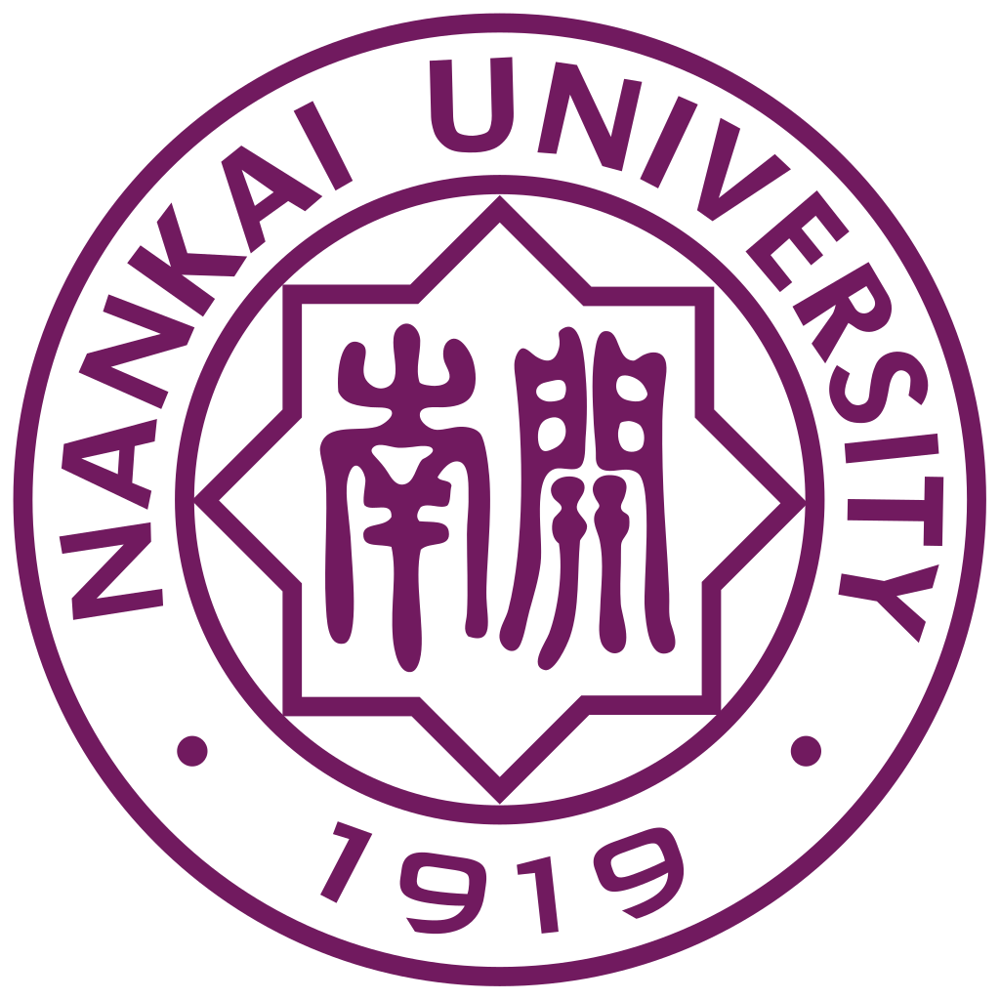 NANKAI UNIVERSITY
南開
· 1919 ·